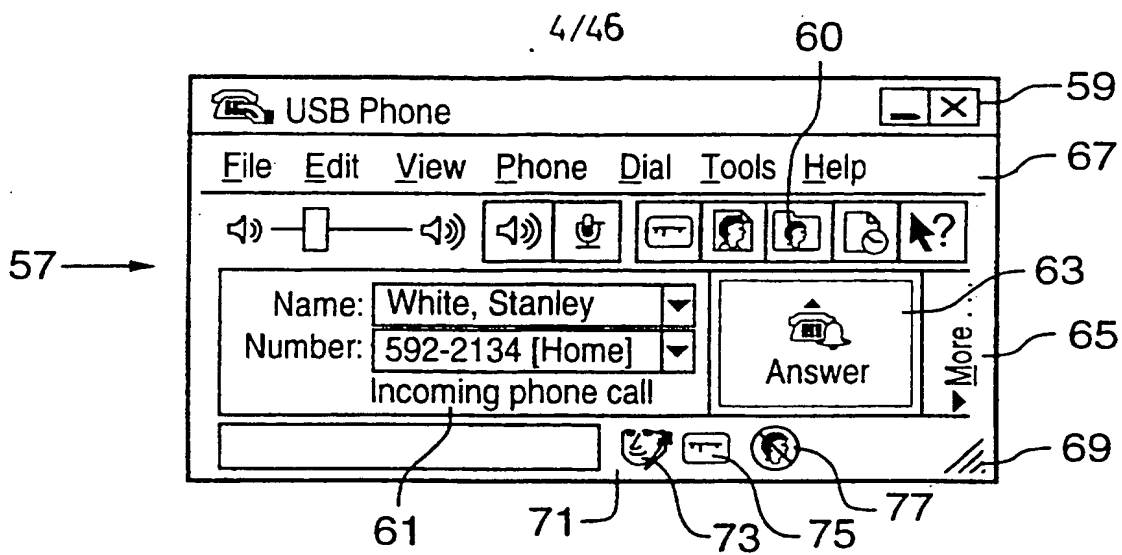 4/46
60
USB Phone
59
File Edit View Phone Dial Tools Help
67
?
57
63
Name: White, Stanley
Number: 592-2134 [Home]
Incoming phone call
Answer
More...
65
69
61
71
73
75
77